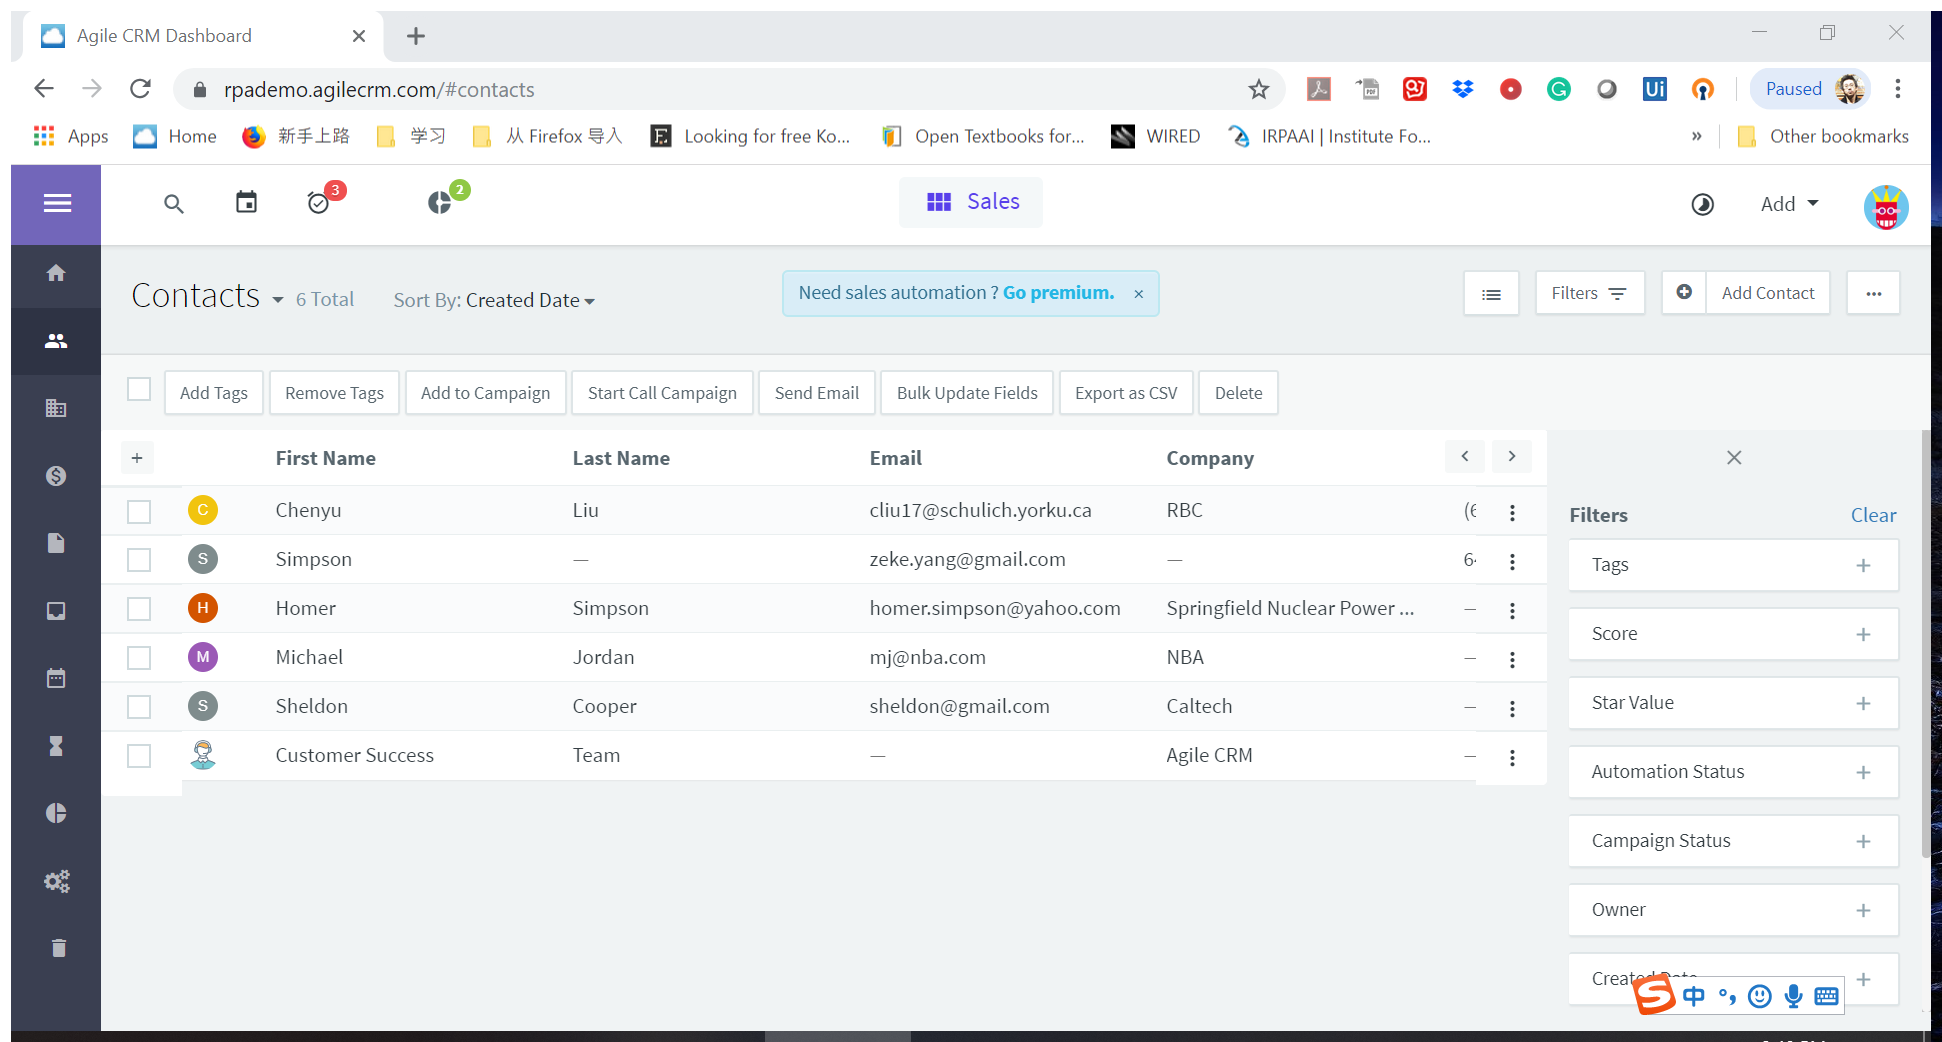 Agile CRM Dashboard
rpademo.agilecrm.com/#contacts
Paused
Apps Home 新手上路 学习 从 Firefox 导入 Looking for free Ko... Open Textbooks for... WIRED IRPAAI | Institute Fo... » Other bookmarks
3 2 Sales Add
Contacts 6 Total Sort By: Created Date Need sales automation ? Go premium. × Filters Add Contact ...
Add Tags Remove Tags Add to Campaign Start Call Campaign Send Email Bulk Update Fields Export as CSV Delete
+ First Name Last Name Email Company
C Chenyu Liu cliu17@schulich.yorku.ca RBC (6
S Simpson — zeke.yang@gmail.com —
H Homer Simpson homer.simpson@yahoo.com Springfield Nuclear Power ... —
M Michael Jordan mj@nba.com NBA —
S Sheldon Cooper sheldon@gmail.com Caltech —
Customer Success Team — Agile CRM —
Filters Clear
Tags +
Score +
Star Value +
Automation Status +
Campaign Status +
Owner +
Created Date +
S 中 °,